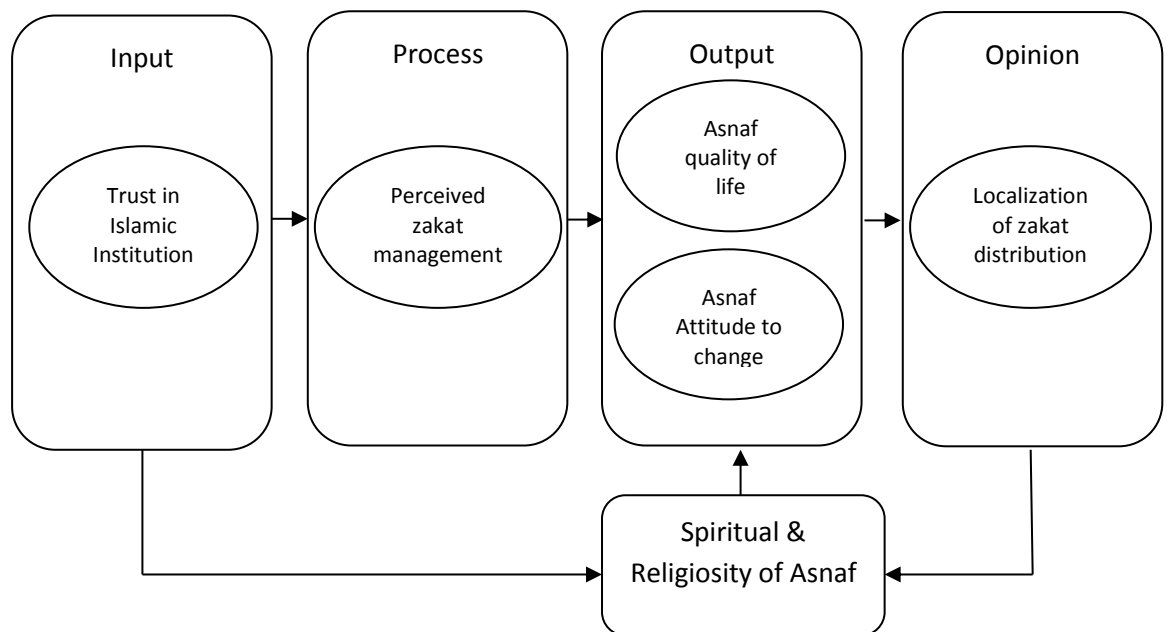 Input
Trust in
Islamic
Institution
Process
Perceived
zakat
management
Output
Asnaf
quality of
life
Asnaf
Attitude to
change
Opinion
Localization
of zakat
distribution
Spiritual &
Religiosity of Asnaf